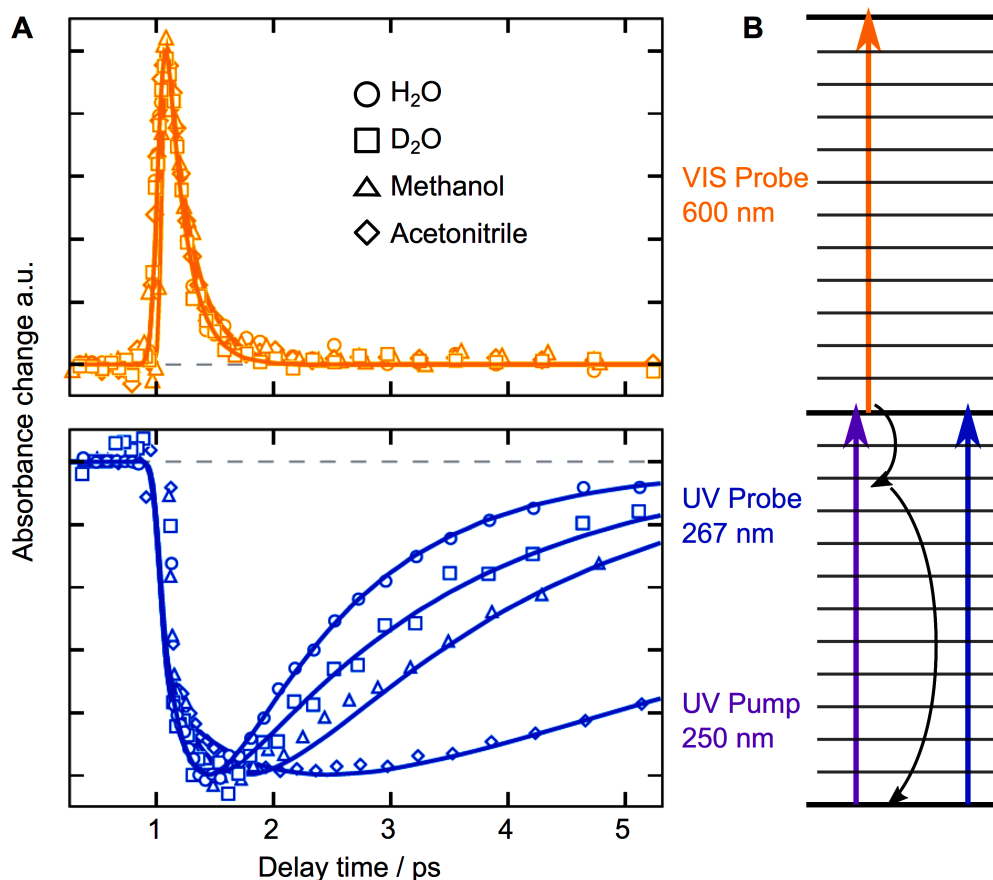 A
H₂O
D₂O
Methanol
Acetonitrile
Absorbance change a.u.
1 2 3 4 5
Delay time / ps
B
VIS Probe
600 nm
UV Probe
267 nm
UV Pump
250 nm